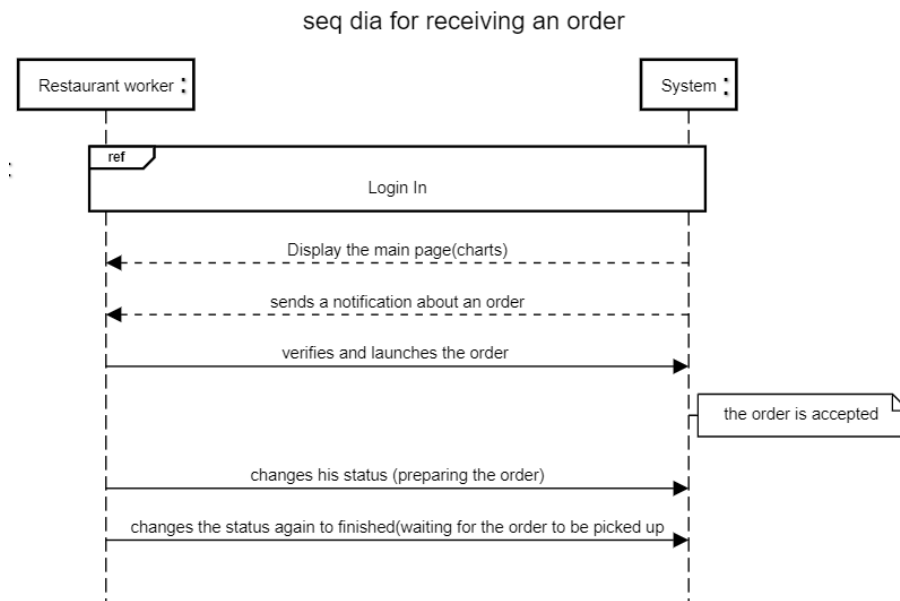 seq dia for receiving an order
Restaurant worker :
System :
ref
:
Login In
Display the main page(charts)
sends a notification about an order
verifies and launches the order
the order is accepted
changes his status (preparing the order)
changes the status again to finished(waiting for the order to be picked up